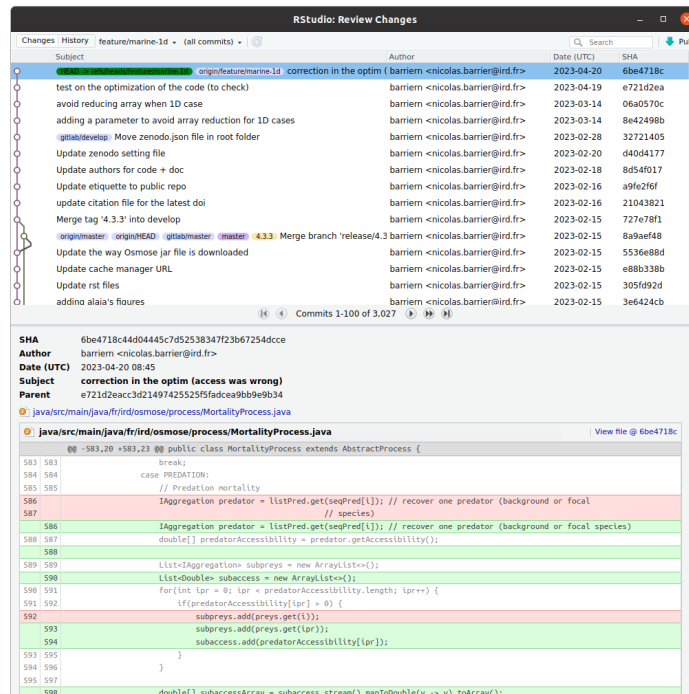 RStudio: Review Changes
Changes History feature/marine-1d (all commits) Search
Subject Author Date (UTC) SHA
HEAD -> refs/heads/feature/marine-1d origin/feature/marine-1d correction in the optim ( barriern <nicolas.barrier@ird.fr> 2023-04-20 6be4718c
test on the optimization of the code (to check) barriern <nicolas.barrier@ird.fr> 2023-04-19 e721d2ea
avoid reducing array when 1D case barriern <nicolas.barrier@ird.fr> 2023-03-14 06a0570c
adding a parameter to avoid array reduction for 1D cases barriern <nicolas.barrier@ird.fr> 2023-03-14 8e42498b
gitlab/develop Move zenodo.json file in root folder barriern <nicolas.barrier@ird.fr> 2023-02-28 32721405
Update zenodo setting file barriern <nicolas.barrier@ird.fr> 2023-02-20 d40d4177
Update authors for code + doc barriern <nicolas.barrier@ird.fr> 2023-02-18 8d54f017
Update etiquette to public repo barriern <nicolas.barrier@ird.fr> 2023-02-16 a9fe2f6f
update citation file for the latest doi barriern <nicolas.barrier@ird.fr> 2023-02-16 21043821
Merge tag '4.3.3' into develop barriern <nicolas.barrier@ird.fr> 2023-02-15 727e78f1
origin/master origin/HEAD gitlab/master master 4.3.3 Merge branch 'release/4.3 barriern <nicolas.barrier@ird.fr> 2023-02-15 8a9aef48
Update the way Osmose jar file is downloaded barriern <nicolas.barrier@ird.fr> 2023-02-15 5536e88d
Update cache manager URL barriern <nicolas.barrier@ird.fr> 2023-02-15 e88b338b
Update rst files barriern <nicolas.barrier@ird.fr> 2023-02-15 305fd92d
adding alaia's figures barriern <nicolas.barrier@ird.fr> 2023-02-15 3e6424cb
Commits 1-100 of 3,027
SHA 6be4718c44d04445c7d52538347f23b67254dcce
Author barriern <nicolas.barrier@ird.fr>
Date (UTC) 2023-04-20 08:45
Subject correction in the optim (access was wrong)
Parent e721d2eacc3d21497425525f5fadcea9bb9e9b34
java/src/main/java/fr/ird/osmose/process/MortalityProcess.java
java/src/main/java/fr/ird/osmose/process/MortalityProcess.java View file @ 6be4718c
@@ -583,20 +583,23 @@ public class MortalityProcess extends AbstractProcess {
583 583 break;
584 584 case PREDATION:
585 585 // Predation mortality
586 IAggregation predator = listPred.get(seqPred[i]); // recover one predator (background or focal
587 // species)
586 IAggregation predator = listPred.get(seqPred[i]); // recover one predator (background or focal species)
588 587 double[] predatorAccessibility = predator.getAccessibility();
588
589 589 List<IAggregation> subpreys = new ArrayList<>();
590 List<Double> subaccess = new ArrayList<>();
590 591 for(int ipr = 0; ipr < predatorAccessibility.length; ipr++) {
591 592 if(predatorAccessibility[ipr] > 0) {
592 subpreys.add(preys.get(i));
593 subpreys.add(preys.get(ipr));
594 subaccess.add(predatorAccessibility[ipr]);
593 595 }
594 596 }
595 597
598 double[] subaccessArray = subaccess.stream().mapToDouble(v -> v).toArray();